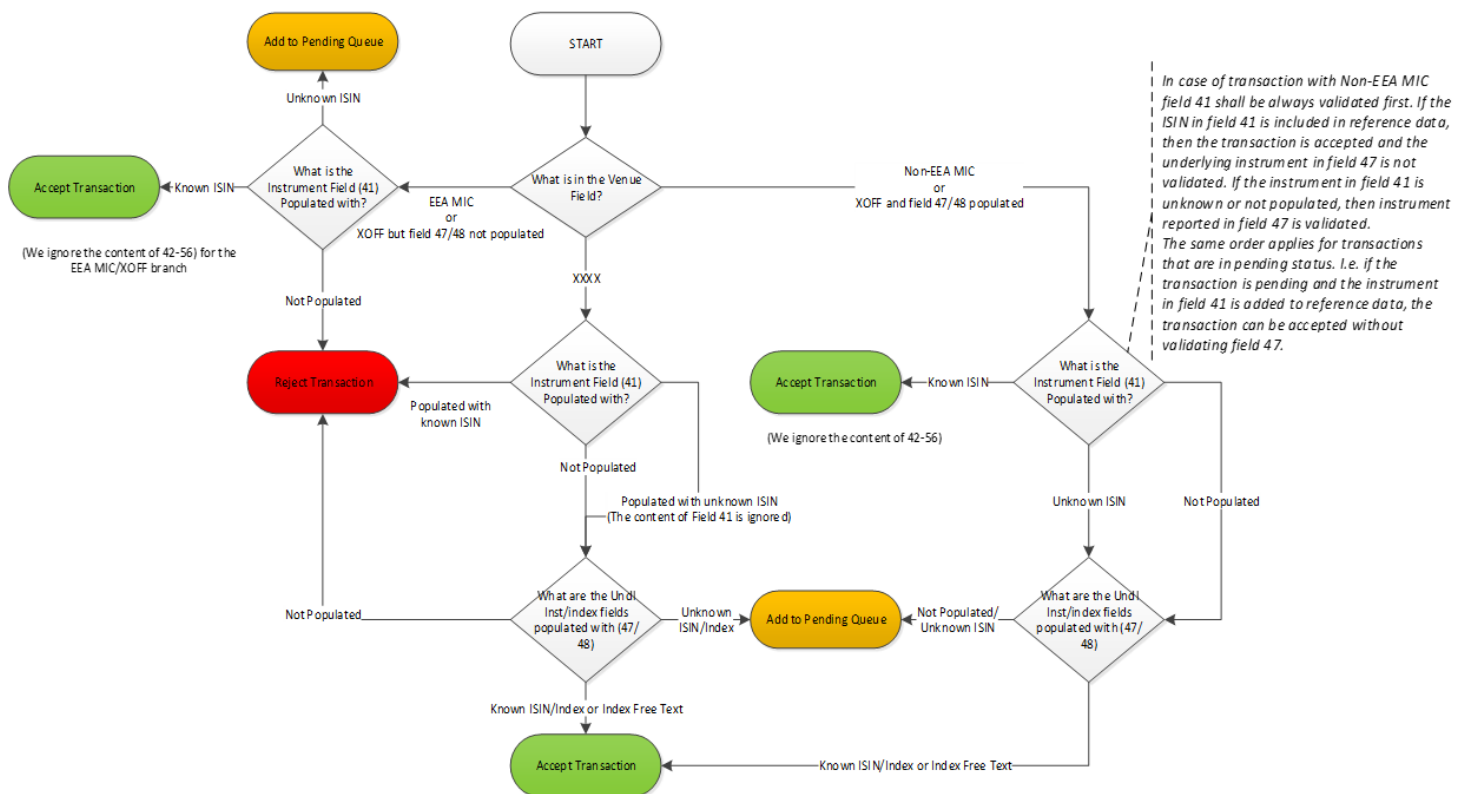 Add to Pending Queue
START
Unknown ISIN
What is the
Instrument Field (41)
Populated with?
Accept Transaction
Known ISIN
(We ignore the content of 42-56) for the
EEA MIC/XOFF branch
Not Populated
What is in the Venue
Field?
EEA MIC
or
XOFF but field 47/48 not populated
Non-EEA MIC
or
XOFF and field 47/48 populated
XXXX
In case of transaction with Non-EEA MIC
field 41 shall be always validated first. If the
ISIN in field 41 is included in reference data,
then the transaction is accepted and the
underlying instrument in field 47 is not
validated. If the instrument in field 41 is
unknown or not populated, then instrument
reported in field 47 is validated.
The same order applies for transactions
that are in pending status. I.e. if the
transaction is pending and the instrument
in field 41 is added to reference data, the
transaction can be accepted without
validating field 47.
Reject Transaction
What is the
Instrument Field (41)
Populated with?
Populated with
known ISIN
Not Populated
Populated with unknown ISIN
(The content of Field 41 is ignored)
Accept Transaction
Known ISIN
(We ignore the content of 42-56)
What is the
Instrument Field (41)
Populated with?
Unknown ISIN
Not Populated
Not Populated
What are the Undl
Inst/index fields
populated with (47/
48)
Unknown
ISIN/Index
Add to Pending Queue
Not Populated/
Unknown ISIN
What are the Undl
Inst/index fields
populated with (47/
48)
Known ISIN/Index or Index Free Text
Accept Transaction
Known ISIN/Index or Index Free Text